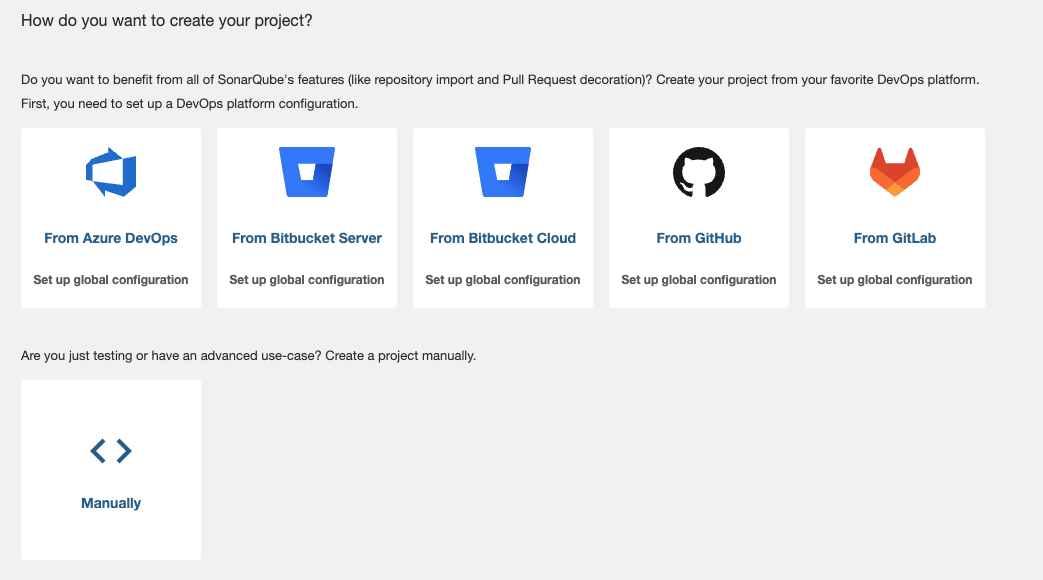 How do you want to create your project?
Do you want to benefit from all of SonarQube's features (like repository import and Pull Request decoration)? Create your project from your favorite DevOps platform.
First, you need to set up a DevOps platform configuration.
From Azure DevOps
Set up global configuration
From Bitbucket Server
Set up global configuration
From Bitbucket Cloud
Set up global configuration
From GitHub
Set up global configuration
From GitLab
Set up global configuration
Are you just testing or have an advanced use-case? Create a project manually.
Manually